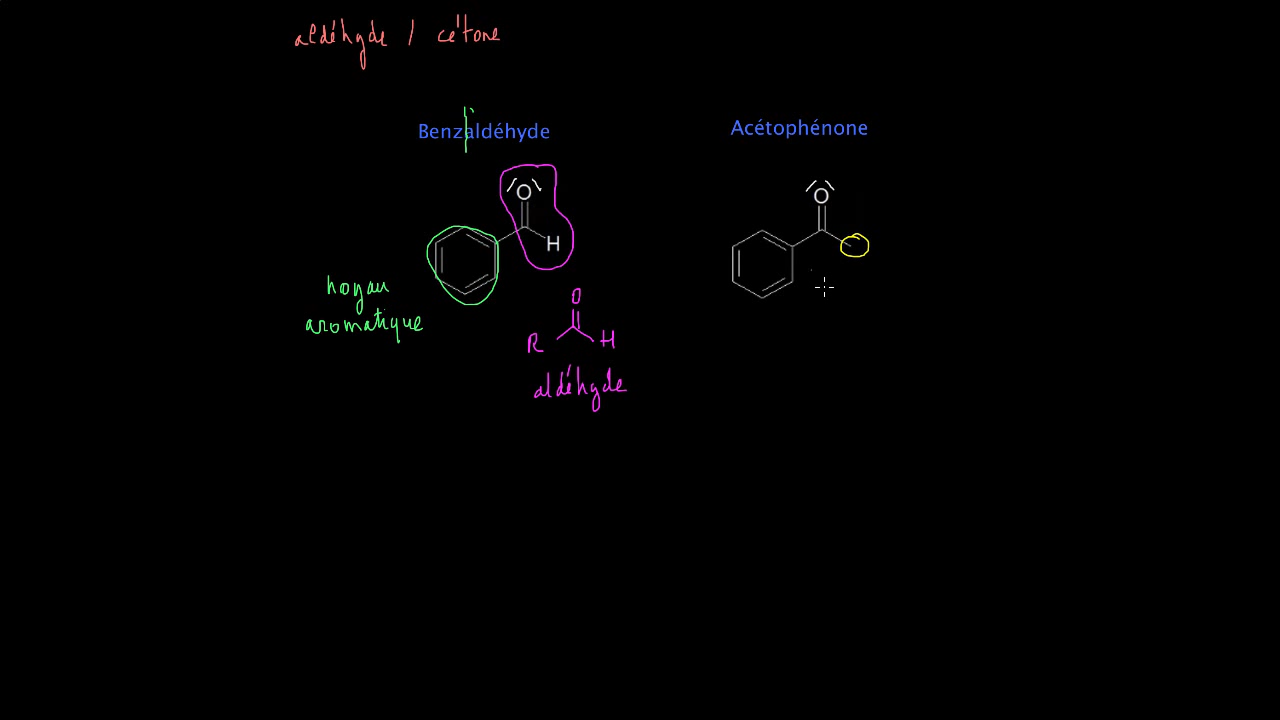 aldéhyde / cétone
Benzaldéhyde
Acétophénone
O
H
O
noyau
aromatique
O
R H
aldéhyde